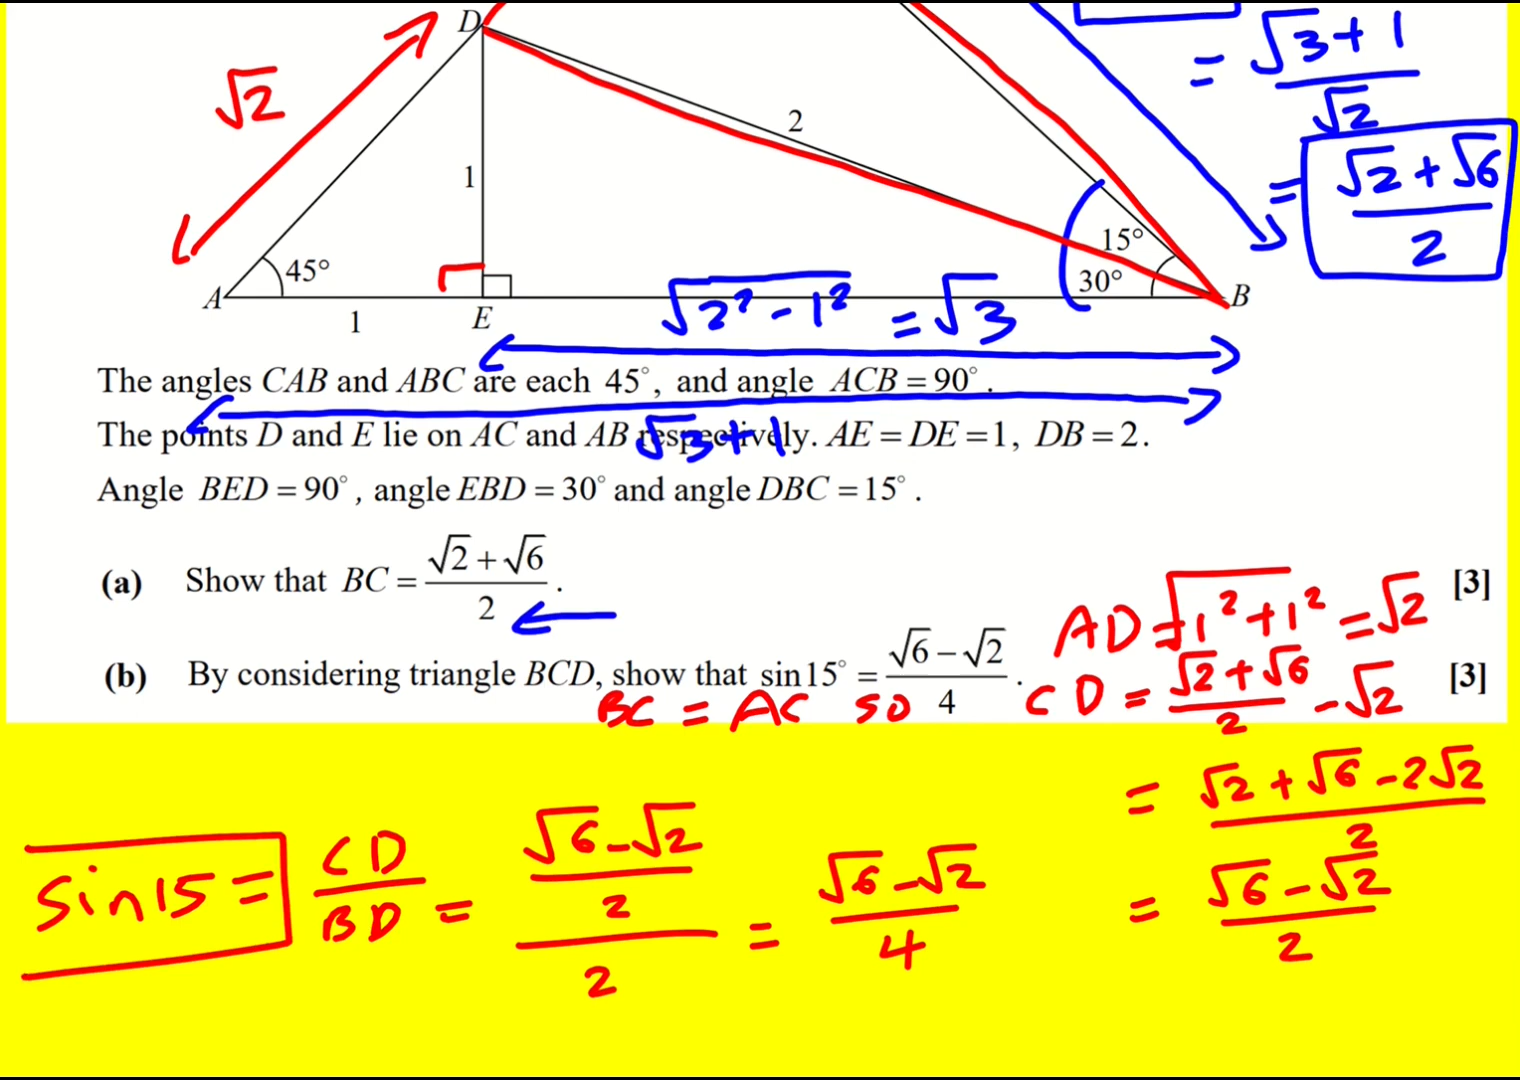 D
√2
= √3+1 / √2
2
1
= √2+√6 / 2
15°
45°
30°
A
B
1
E
√2²-1² = √3
The angles CAB and ABC are each 45°, and angle ACB = 90°.
√3+1
The points D and E lie on AC and AB respectively. AE = DE = 1, DB = 2.
Angle BED = 90°, angle EBD = 30° and angle DBC = 15°.
(a) Show that BC = √2+√6 / 2 . [3]
AD = √1²+1² = √2
(b) By considering triangle BCD, show that sin15° = √6−√2 / 4 . [3]
BC = AC so CD = √2+√6 / 2 - √2
= √2+√6-2√2 / 2
sin15 = CD / BD = √6-√2 / 2 / 2 = √6-√2 / 4
= √6-√2 / 2